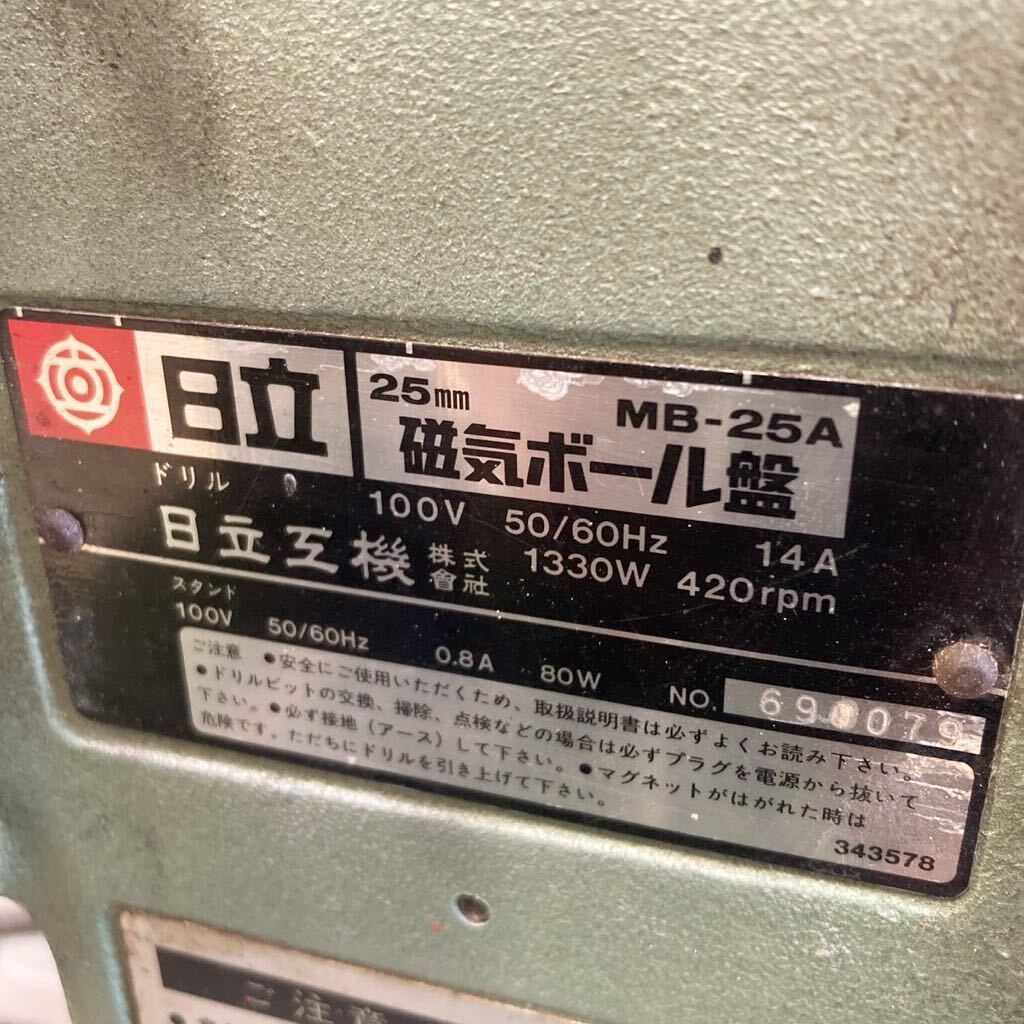 日立
25mm MB-25A
磁気ボール盤
ドリル 100V 50/60Hz 14A
日立工機 株式會社 1330W 420rpm
スタンド
100V 50/60Hz 0.8A 80W NO. 690079
ご注意 ●安全にご使用いただくため、取扱説明書は必ずよくお読み下さい。
●ドリルビットの交換、掃除、点検などの場合は必ずプラグを電源から抜いて
下さい。●必ず接地(アース)して下さい。●マグネットがはがれた時は
危険です。ただちにドリルを引き上げて下さい。
343578
ご注意